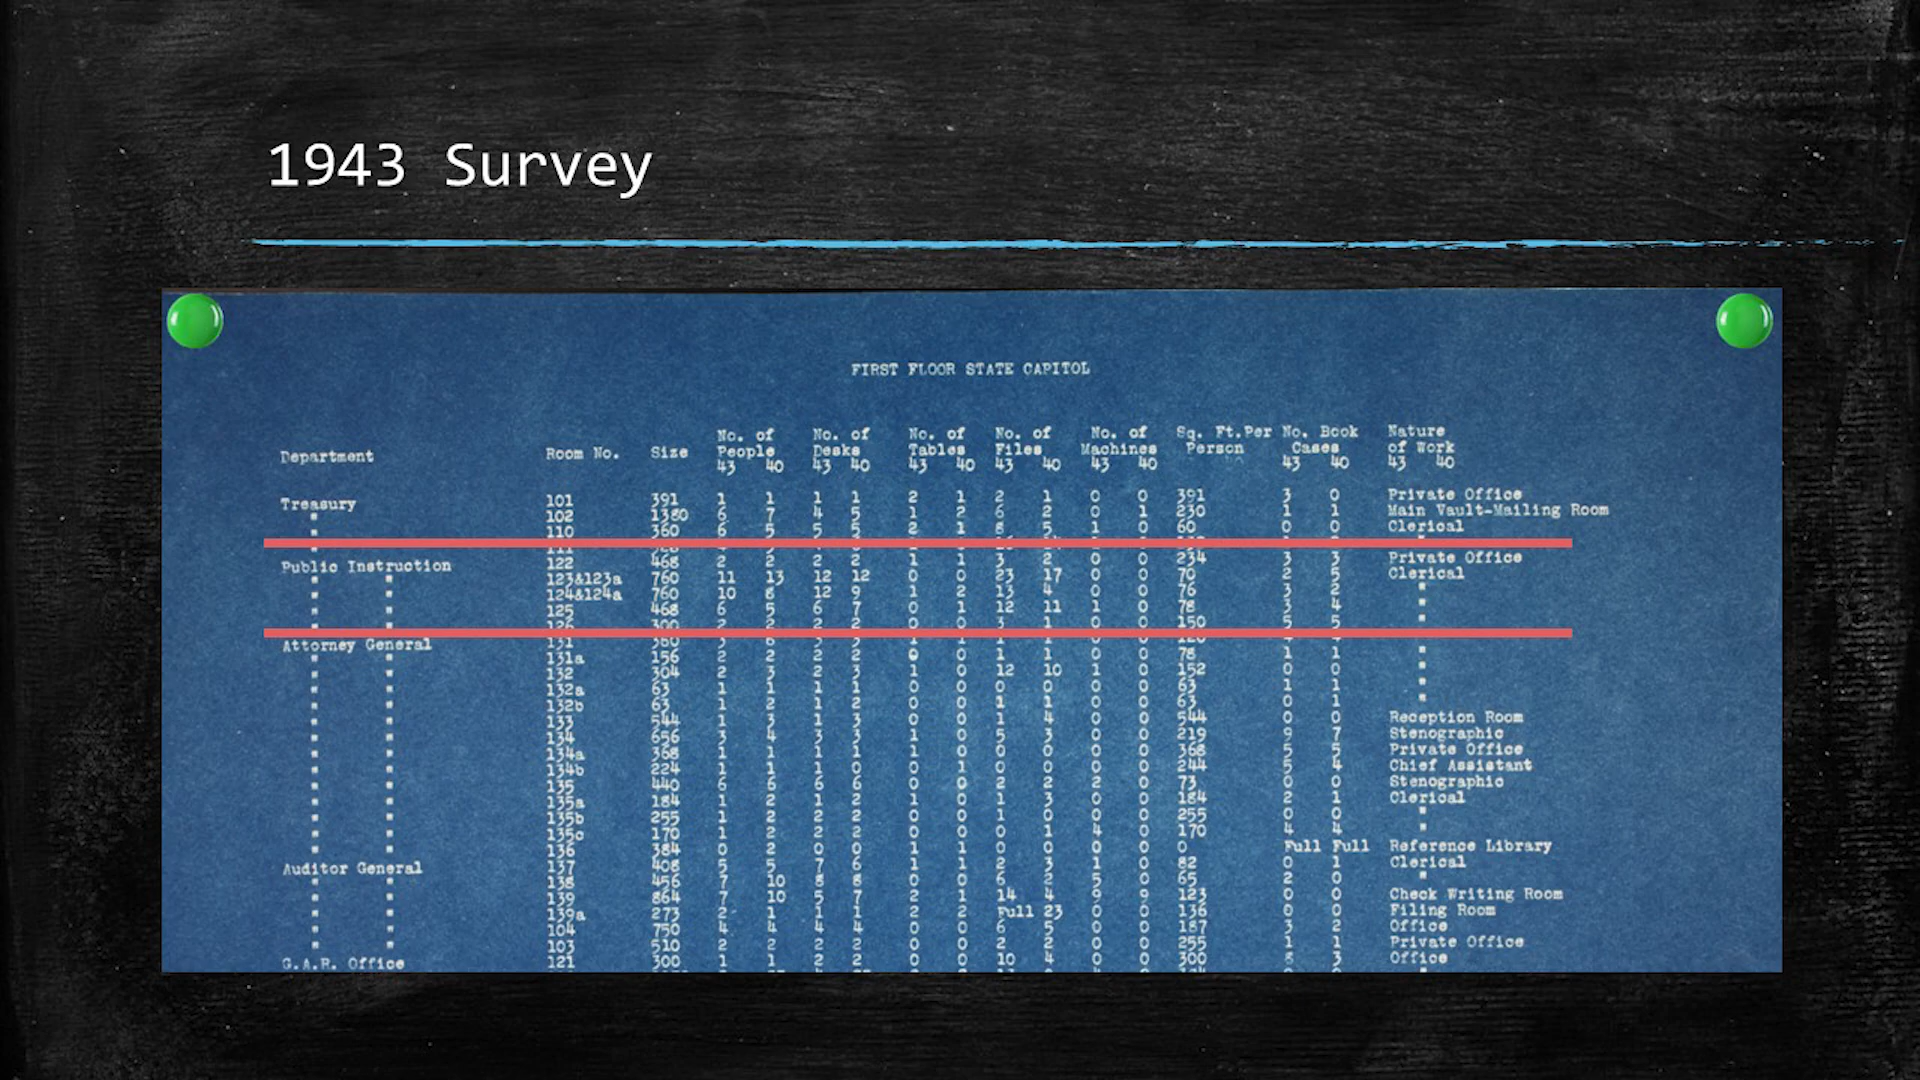 1943 Survey
FIRST FLOOR STATE CAPITOL
Department Room No. Size No. of People 43 40 No. of Desks 43 40 No. of Tables 43 40 No. of Files 43 40 No. of Machines 43 40 Sq. Ft.Per Person No. Book Cases 43 40 Nature of Work 43 40
Treasury 101 391 1 1 1 1 2 1 2 1 0 0 391 3 0 Private Office
" 102 1380 6 7 4 5 1 2 6 2 0 1 230 1 1 Main Vault-Mailing Room
" 110 360 6 5 5 5 2 1 8 5 1 0 60 0 0 Clerical
Public Instruction 122 468 2 2 2 2 1 1 3 2 0 0 234 3 3 Private Office
" " 123&123a 760 11 13 12 12 0 0 23 17 0 0 70 2 5 Clerical
" " 124&124a 760 10 8 12 9 1 2 13 4 0 0 76 3 2 "
" " 125 468 6 5 6 7 0 1 12 11 1 0 78 3 4 "
" " 126 300 2 2 2 2 0 0 3 1 0 0 150 5 5 "
Attorney General 131 360 3 3 3 1 1 1 1 0 0 120
" " 131a 156 2 2 2 2 0 0 1 1 0 0 78 1 1 "
" " 132 304 2 3 2 3 1 0 12 10 1 0 152 0 0 "
" " 132a 63 1 1 1 1 0 0 0 0 0 0 63 1 1 "
" " 132b 63 1 2 1 2 0 0 1 1 0 0 63 0 1 "
" " 133 544 1 3 1 3 0 0 1 4 0 0 544 0 0 Reception Room
" " 134 656 3 4 3 3 1 0 5 3 0 0 219 9 7 Stenographic
" " 134a 368 1 1 1 1 1 0 0 0 0 0 368 5 5 Private Office
" " 134b 224 1 1 1 0 0 1 0 0 0 0 244 5 4 Chief Assistant
" " 135 440 6 6 6 6 0 0 2 2 2 0 73 0 0 Stenographic
" " 135a 184 1 2 1 2 1 0 1 3 0 0 184 2 1 Clerical
" " 135b 255 1 1 2 2 0 0 1 0 0 0 255 0 0 "
" " 135c 170 1 2 2 2 0 0 0 1 4 0 170 4 4 "
" " 136 384 0 2 0 2 1 1 0 0 0 0 0 Full Full Reference Library
Auditor General 137 408 5 5 7 6 1 1 2 3 1 0 82 0 1 Clerical
" " 138 456 7 10 8 8 0 0 6 2 5 0 65 2 0 "
" " 139 864 7 10 5 7 2 1 14 4 9 9 123 0 0 Check Writing Room
" " 139a 273 2 1 1 1 2 2 Full 23 0 0 136 0 0 Filing Room
" " 104 750 4 4 4 4 0 0 6 5 0 0 187 3 2 Office
" " 103 510 2 2 2 2 0 0 2 2 0 0 255 1 1 Private Office
G.A.R. Office 121 300 1 1 2 2 0 0 10 4 0 0 300 8 3 Office